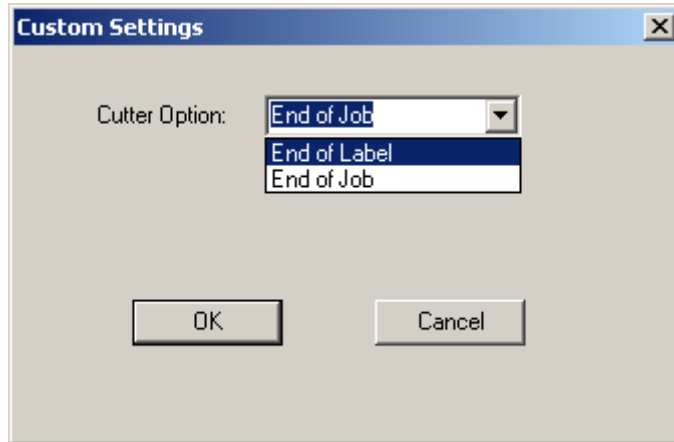 Custom Settings
Cutter Option: End of Job
End of Label
End of Job
OK Cancel